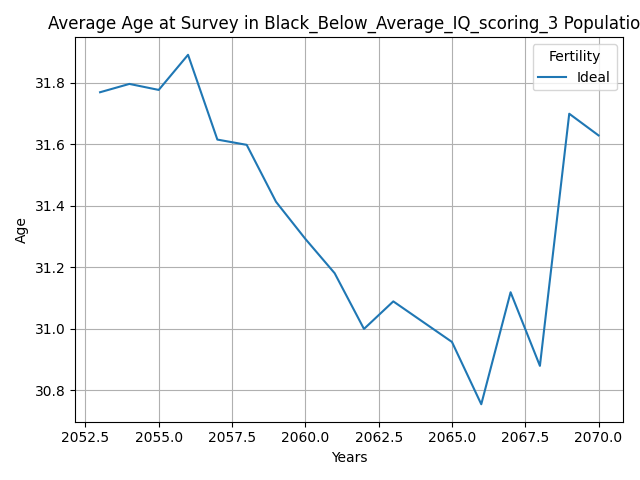 Average Age at Survey in Black_Below_Average_IQ_scoring_3 Populatio
Fertility
Ideal
31.8
31.6
31.4
31.2
31.0
30.8
Age
2052.5 2055.0 2057.5 2060.0 2062.5 2065.0 2067.5 2070.0
Years